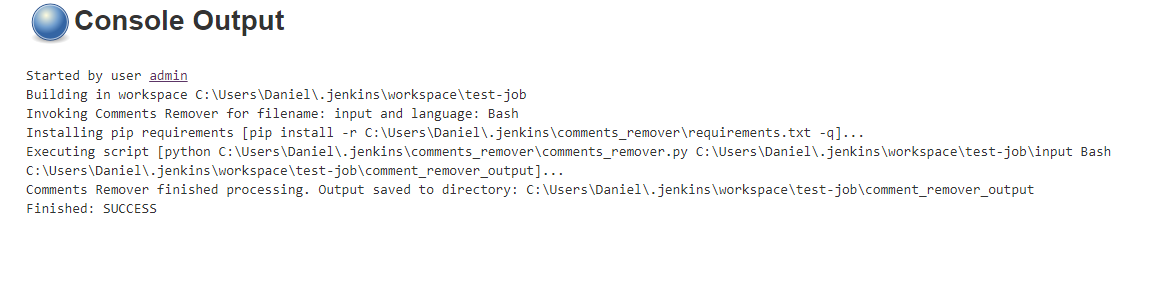 Console Output
Started by user admin
Building in workspace C:\Users\Daniel\.jenkins\workspace\test-job
Invoking Comments Remover for filename: input and language: Bash
Installing pip requirements [pip install -r C:\Users\Daniel\.jenkins\comments_remover\requirements.txt -q]...
Executing script [python C:\Users\Daniel\.jenkins\comments_remover\comments_remover.py C:\Users\Daniel\.jenkins\workspace\test-job\input Bash
C:\Users\Daniel\.jenkins\workspace\test-job\comment_remover_output]...
Comments Remover finished processing. Output saved to directory: C:\Users\Daniel\.jenkins\workspace\test-job\comment_remover_output
Finished: SUCCESS